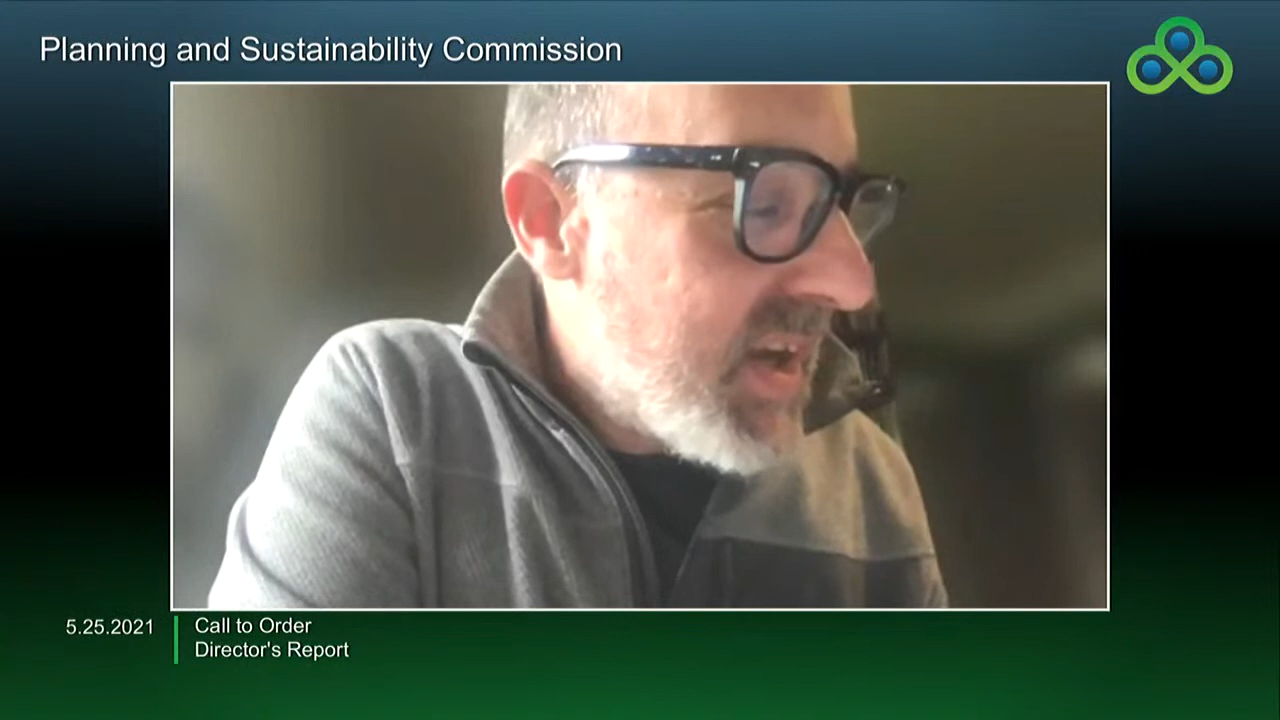 Planning and Sustainability Commission
5.25.2021
Call to Order
Director's Report